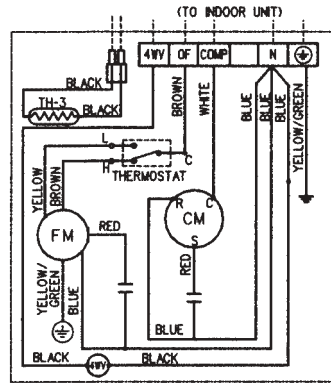 (TO INDOOR UNIT)
4WV OF COMP N
BLACK
TH-3
BLACK
BROWN
WHITE
BLUE
BLUE
BLUE
YELLOW/GREEN
L
H
C
THERMOSTAT
YELLOW
BROWN
FM
RED
R
C
CM
S
RED
YELLOW/
GREEN
BLUE
BLUE
BLACK
4WV
BLACK